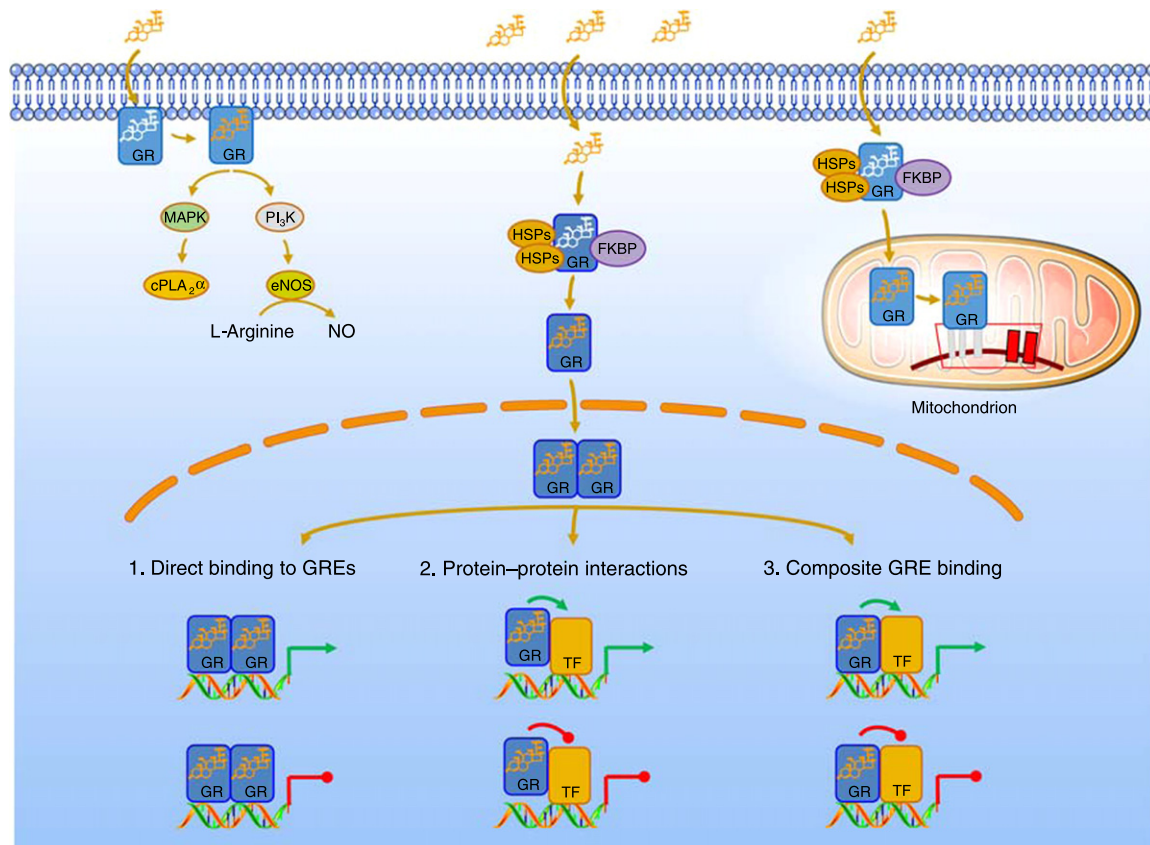 GR
GR
MAPK
PI₃K
cPLA₂α
eNOS
L-Arginine
NO
HSPs
HSPs
GR
FKBP
GR
HSPs
HSPs
GR
FKBP
GR
GR
Mitochondrion
GR
GR
1. Direct binding to GREs
2. Protein–protein interactions
3. Composite GRE binding
GR
GR
GR
TF
GR
TF
GR
GR
GR
TF
GR
TF